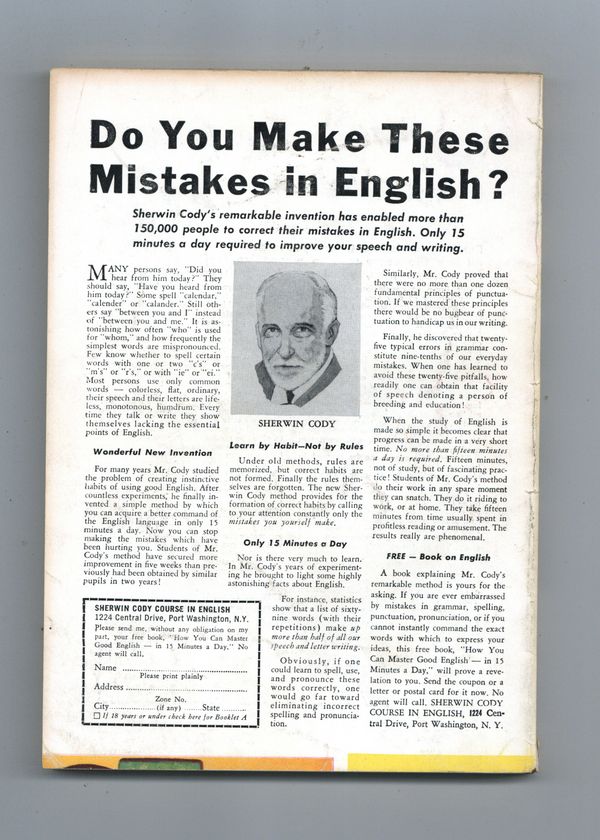 Do You Make These
Mistakes in English?
Sherwin Cody's remarkable invention has enabled more than
150,000 people to correct their mistakes in English. Only 15
minutes a day required to improve your speech and writing.
MANY persons say, "Did you
hear from him today?" They
should say, "Have you heard from
him today?" Some spell "calendar,"
"calender" or "calander." Still oth-
ers say "between you and I" instead
of "between you and me." It is as-
tonishing how often "who" is used
for "whom," and how frequently the
simplest words are mispronounced.
Few know whether to spell certain
words with one or two "c's" or
"m's" or "r's," or with "ie" or "ei."
Most persons use only common
words — colorless, flat, ordinary,
their speech and their letters are life-
less, monotonous, humdrum. Every
time they talk or write they show
themselves lacking the essential
points of English.
Wonderful New Invention
For many years Mr. Cody studied
the problem of creating instinctive
habits of using good English. After
countless experiments, he finally in-
vented a simple method by which
you can acquire a better command of
the English language in only 15
minutes a day. Now you can stop
making the mistakes which have
been hurting you. Students of Mr.
Cody's method have secured more
improvement in five weeks than pre-
viously had been obtained by similar
pupils in two years!
SHERWIN CODY
Learn by Habit—Not by Rules
Under old methods, rules are
memorized, but correct habits are
not formed. Finally the rules them-
selves are forgotten. The new Sher-
win Cody method provides for the
formation of correct habits by calling
to your attention constantly only the
mistakes you yourself make.
Only 15 Minutes a Day
Nor is there very much to learn.
In Mr. Cody's years of experiment-
ing he brought to light some highly
astonishing facts about English.
For instance, statistics
show that a list of sixty-
nine words (with their
repetitions) make up
more than half of all our
speech and letter writing.
Obviously, if one
could learn to spell, use,
and pronounce these
words correctly, one
would go far toward
eliminating incorrect
spelling and pronuncia-
tion.
Similarly, Mr. Cody proved that
there were no more than one dozen
fundamental principles of punctua-
tion. If we mastered these principles
there would be no bugbear of punc-
tuation to handicap us in our writing.
Finally, he discovered that twenty-
five typical errors in grammar con-
stitute nine-tenths of our everyday
mistakes. When one has learned to
avoid these twenty-five pitfalls, how
readily one can obtain that facility
of speech denoting a person of
breeding and education!
When the study of English is
made so simple it becomes clear that
progress can be made in a very short
time. No more than fifteen minutes
a day is required. Fifteen minutes,
not of study, but of fascinating prac-
tice! Students of Mr. Cody's method
do their work in any spare moment
they can snatch. They do it riding to
work, or at home. They take fifteen
minutes from time usually spent in
profitless reading or amusement. The
results really are phenomenal.
FREE — Book on English
A book explaining Mr. Cody's
remarkable method is yours for the
asking. If you are ever embarrassed
by mistakes in grammar, spelling,
punctuation, pronunciation, or if you
cannot instantly command the exact
words with which to express your
ideas, this free book, "How You
Can Master Good English — in 15
Minutes a Day," will prove a reve-
lation to you. Send the coupon or a
letter or postal card for it now. No
agent will call. SHERWIN CODY
COURSE IN ENGLISH, 1224 Cen-
tral Drive, Port Washington, N. Y.
SHERWIN CODY COURSE IN ENGLISH
1224 Central Drive, Port Washington, N.Y.
Please send me, without any obligation on my
part, your free book, "How You Can Master
Good English — in 15 Minutes a Day." No
agent will call.
Name
Please print plainly
Address
Zone No.
City (if any) State
If 18 years or under check here for Booklet A